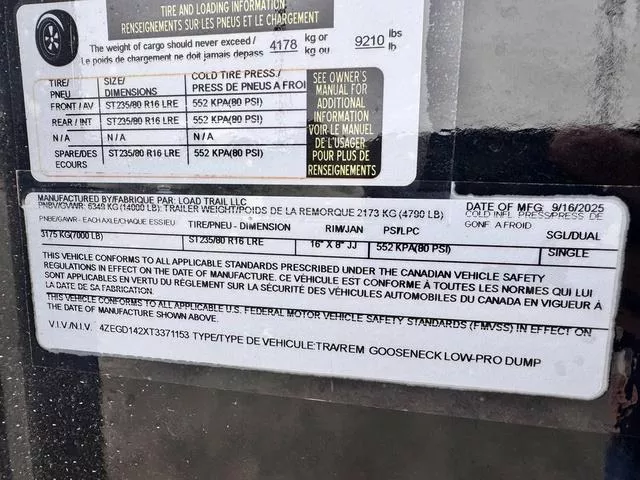 TIRE AND LOADING INFORMATION
RENSEIGNEMENTS SUR LES PNEUS ET LE CHARGEMENT
The weight of cargo should never exceed / 4178 kg or 9210 lbs
Le poids de chargement ne doit jamais depass kg ou lb
TIRE/ SIZE/ COLD TIRE PRESS./
PNEU DIMENSIONS PRESS DE PNEUS A FROI
FRONT / AV ST235/80 R16 LRE 552 KPA(80 PSI)
REAR / INT ST235/80 R16 LRE 552 KPA(80 PSI)
N / A N / A N / A
SPARE/DES ST235/80 R16 LRE 552 KPA(80 PSI)
ECOURS
SEE OWNER'S
MANUAL FOR
ADDITIONAL
INFORMATION
VOIR LE MANUEL
DE L'USAGER
POUR PLUS DE
RENSEIGNEMENTS
MANUFACTURED BY/FABRIQUE PAR: LOAD TRAIL LLC DATE OF MFG: 9/16/2025
PNBV/GVWR: 6349 KG (14000 LB): TRAILER WEIGHT/POIDS DE LA REMORQUE 2173 KG (4790 LB) COLD INFL. PRESS/PRESS. DE
PNBE/GAWR - EACH AXLE/CHAQUE ESSIEU TIRE/PNEU - DIMENSION RIM/JAN PSI/LPC GONF. A FROID SGL/DUAL
3175 KG(7000 LB) ST235/80 R16 LRE 16" X 8" JJ 552 KPA(80 PSI) SINGLE
THIS VEHICLE CONFORMS TO ALL APPLICABLE STANDARDS PRESCRIBED UNDER THE CANADIAN VEHICLE SAFETY
REGULATIONS IN EFFECT ON THE DATE OF MANUFACTURE. CE VÉHICULE EST CONFORME À TOUTES LES NORMES QUI LUI
SONT APPLICABLES EN VERTU DU RÈGLEMENT SUR LA SÉCURITÉ DES VÉHICULES AUTOMOBILES DU CANADA EN VIGUEUR À
LA DATE DE SA FABRICATION.
THIS VEHICLE CONFORMS TO ALL APPLICABLE U.S. FEDERAL MOTOR VEHICLE SAFETY STANDARDS (FMVSS) IN EFFECT ON
THE DATE OF MANUFACTURE SHOWN ABOVE.
V.I.V./N.I.V. 4ZEGD142XT3371153 TYPE/TYPE DE VEHICULE:TRA/REM GOOSENECK LOW-PRO DUMP